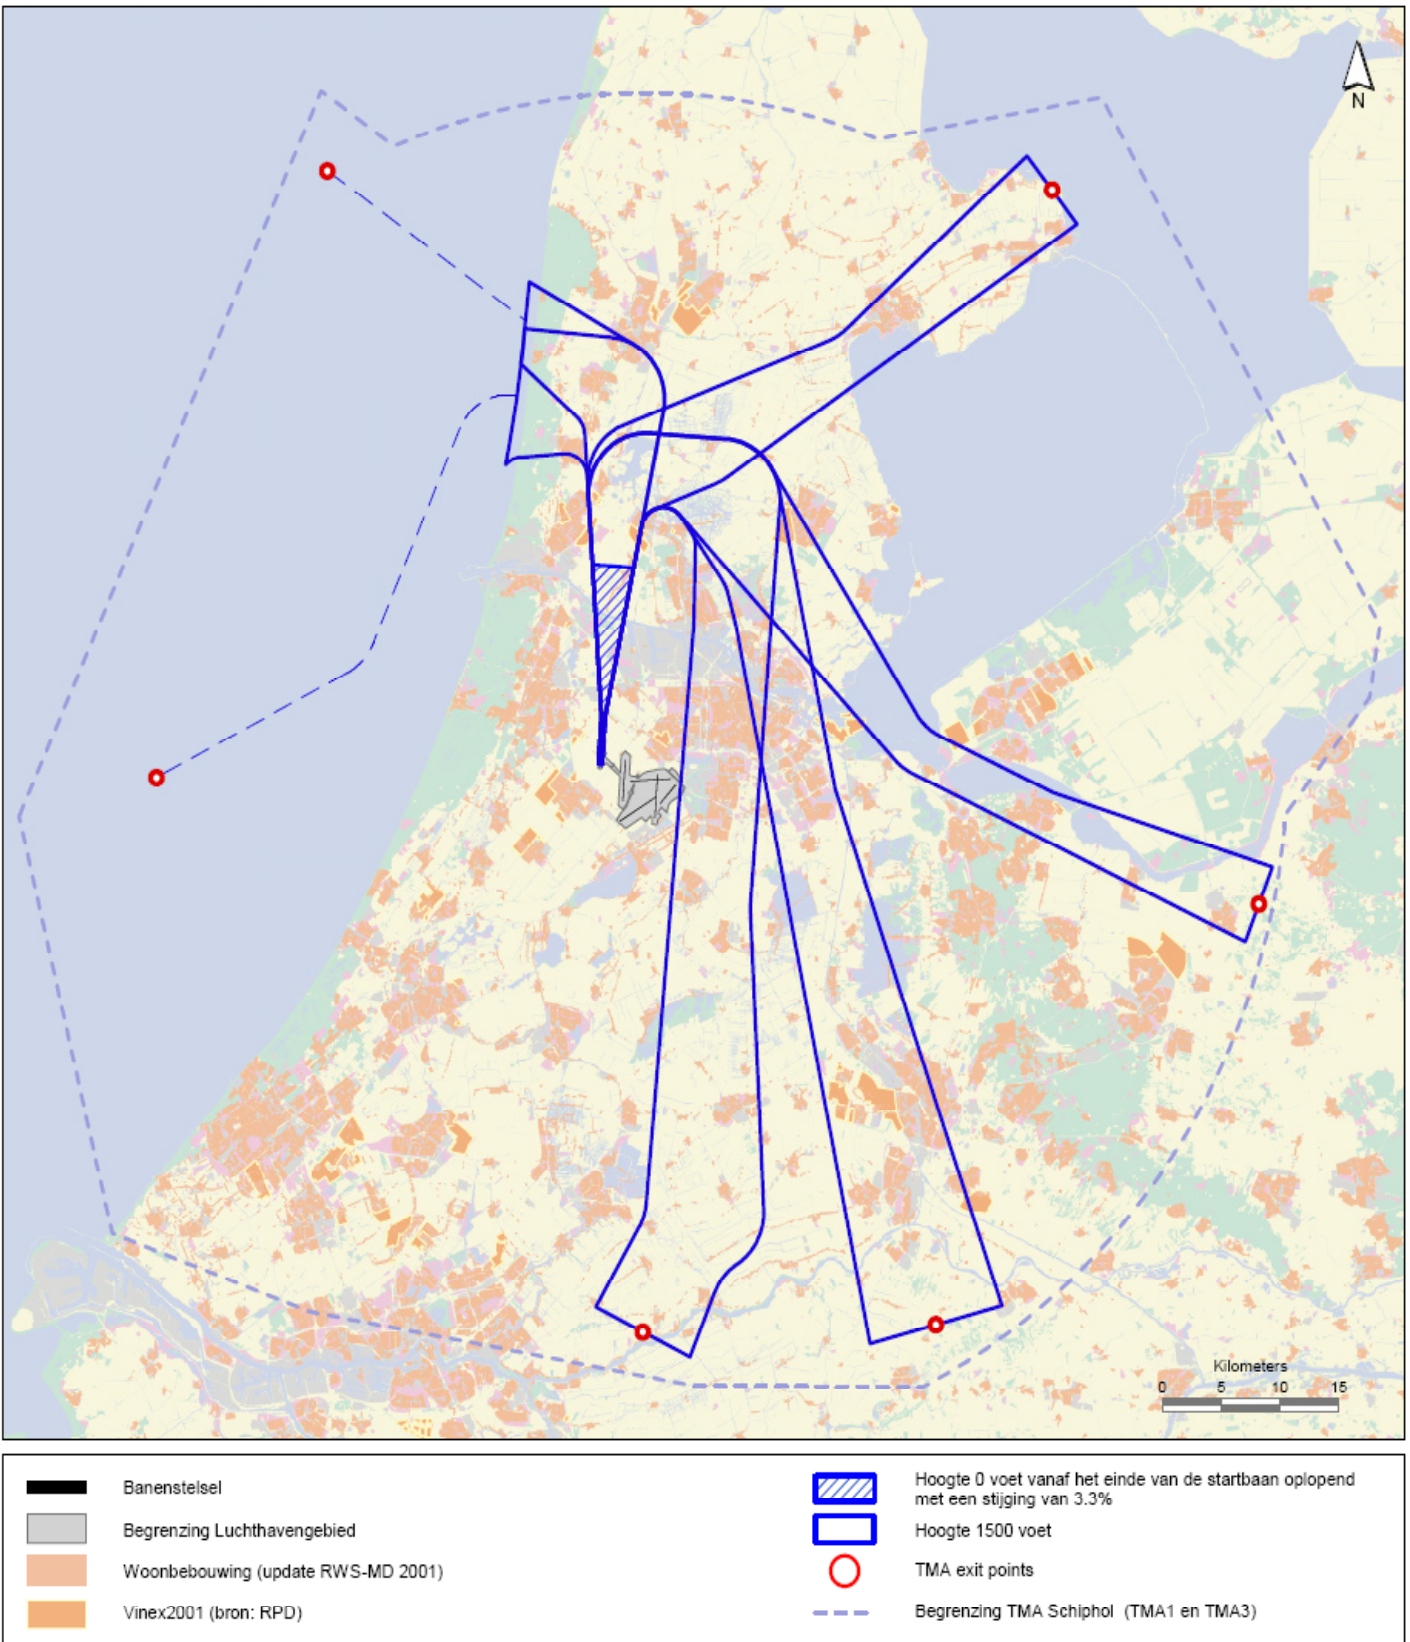 N
Kilometers
0 5 10 15
Banenstelsel
Begrenzing Luchthavengebied
Woonbebouwing (update RWS-MD 2001)
Vinex2001 (bron: RPD)
Hoogte 0 voet vanaf het einde van de startbaan oplopend
met een stijging van 3.3%
Hoogte 1500 voet
TMA exit points
Begrenzing TMA Schiphol (TMA1 en TMA3)